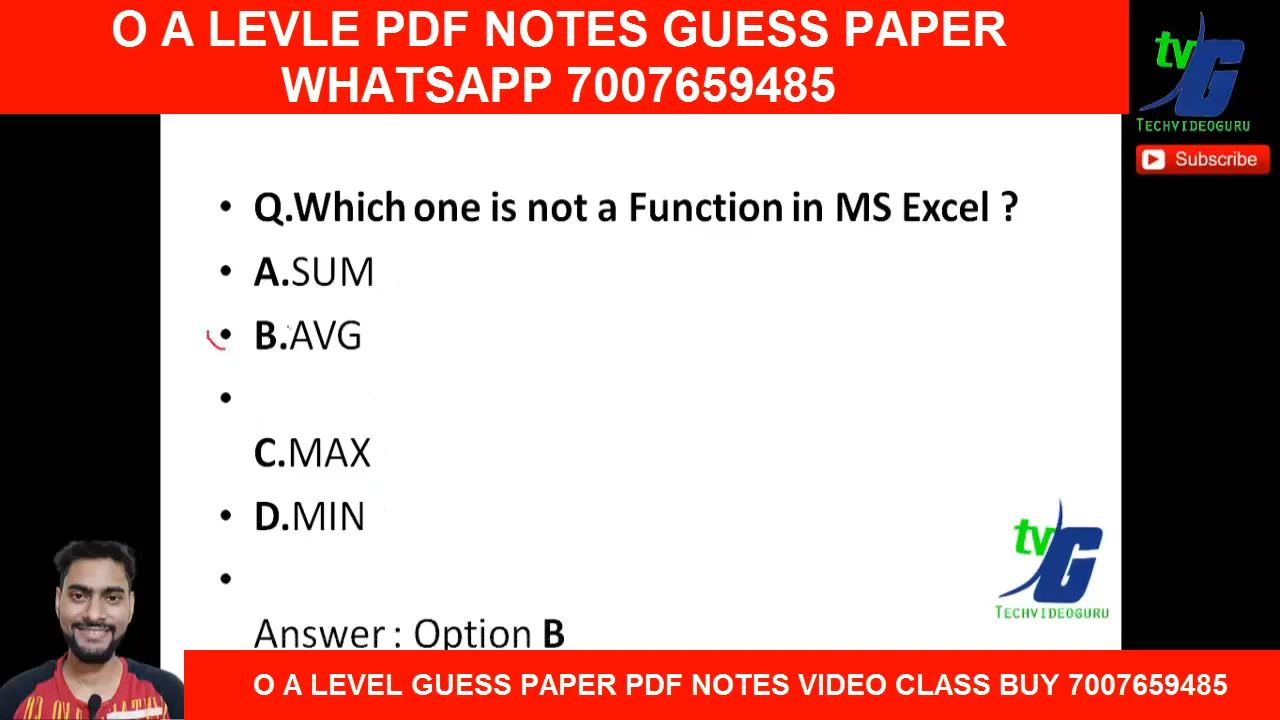 O A LEVLE PDF NOTES GUESS PAPER
WHATSAPP 7007659485
tvG
TECHVIDEOGURU
Subscribe
• Q.Which one is not a Function in MS Excel ?
• A.SUM
• B.AVG
•
C.MAX
• D.MIN
•
Answer : Option B
tvG
TECHVIDEOGURU
O A LEVEL GUESS PAPER PDF NOTES VIDEO CLASS BUY 7007659485